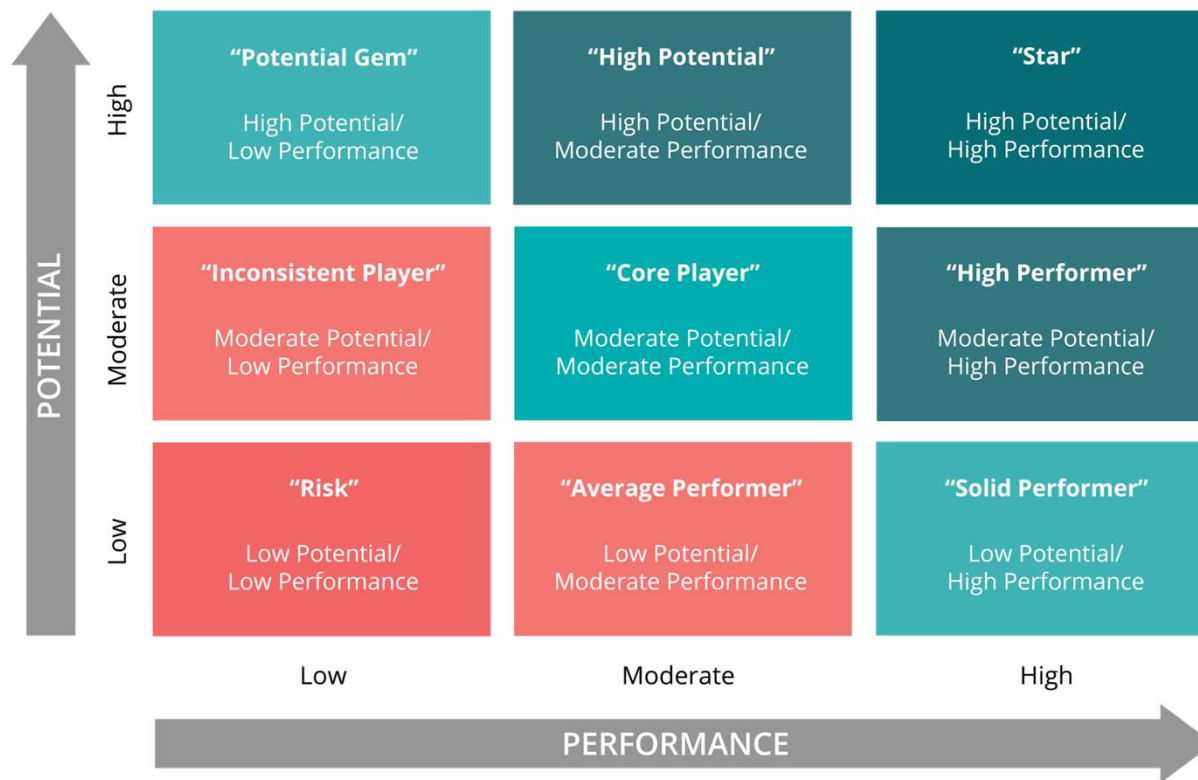 POTENTIAL
High
“Potential Gem”
High Potential/
Low Performance
“High Potential”
High Potential/
Moderate Performance
“Star”
High Potential/
High Performance
Moderate
“Inconsistent Player”
Moderate Potential/
Low Performance
“Core Player”
Moderate Potential/
Moderate Performance
“High Performer”
Moderate Potential/
High Performance
Low
“Risk”
Low Potential/
Low Performance
“Average Performer”
Low Potential/
Moderate Performance
“Solid Performer”
Low Potential/
High Performance
Low
Moderate
High
PERFORMANCE